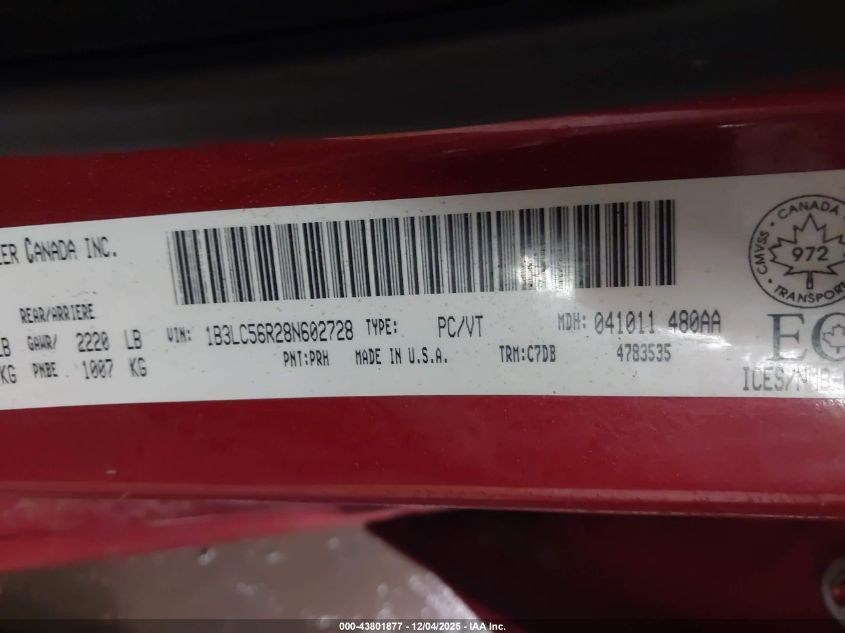 LER CANADA INC.
REAR/ARRIERE
LB GAWR/ 2220 LB
KG PNBE 1007 KG
VIN: 1B3LC56R28N602728 TYPE: PC/VT MDH: 041011 480AA
PNT:PRH MADE IN U.S.A. TRM:C7DB 4783535
CANADA
CMVSS
972
TRANSPORT
EC
ICES/NMB-
000-43801877 - 12/04/2025 - IAA Inc.